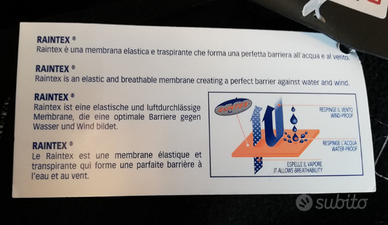 RAINTEX ®
Raintex è una membrana elastica e traspirante che forma una perfetta barriera all'acqua e al vento.
RAINTEX ®
Raintex is an elastic and breathable membrane creating a perfect barrier against water and wind.
RAINTEX ®
Raintex ist eine elastische und luftdurchlässige
Membrane, die eine optimale Barriere gegen
Wasser und Wind bildet.
RAINTEX ®
Le Raintex est une membrane élastique et
transpirante qui forme une parfaite barrière à
l'eau et au vent.
RESPINGE IL VENTO
WIND-PROOF
RESPINGE L'ACQUA
WATER-PROOF
ESPELLE IL VAPORE
IT ALLOWS BREATHABILITY
subito